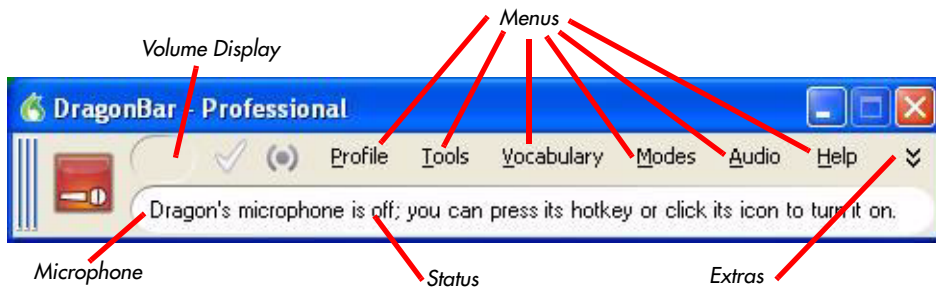 Menus
Volume Display
DragonBar - Professional
Profile Tools Vocabulary Modes Audio Help
Dragon's microphone is off; you can press its hotkey or click its icon to turn it on.
Microphone Status Extras